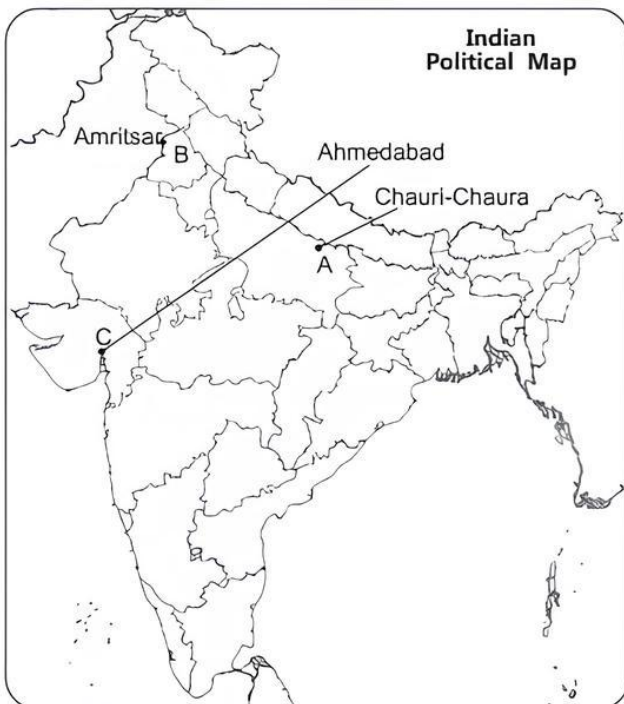 Indian
Political Map
Amritsar
B
Ahmedabad
Chauri-Chaura
A
C